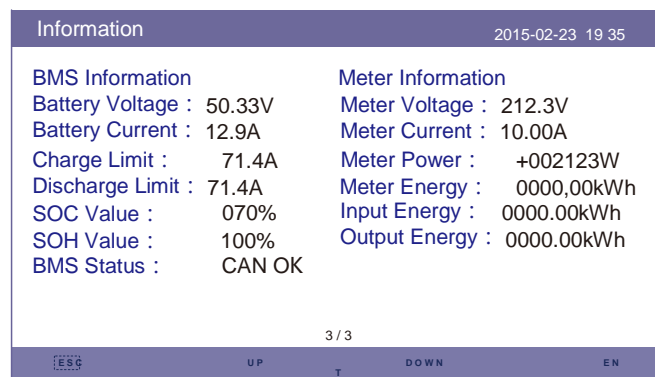 Information
2015-02-23 19 35
BMS Information
Battery Voltage： 50.33V
Battery Current： 12.9A
Charge Limit： 71.4A
Discharge Limit： 71.4A
SOC Value： 070%
SOH Value： 100%
BMS Status： CAN OK
Meter Information
Meter Voltage： 212.3V
Meter Current： 10.00A
Meter Power： +002123W
Meter Energy： 0000,00kWh
Input Energy： 0000.00kWh
Output Energy： 0000.00kWh
3 / 3
ESC UP DOWN EN
T